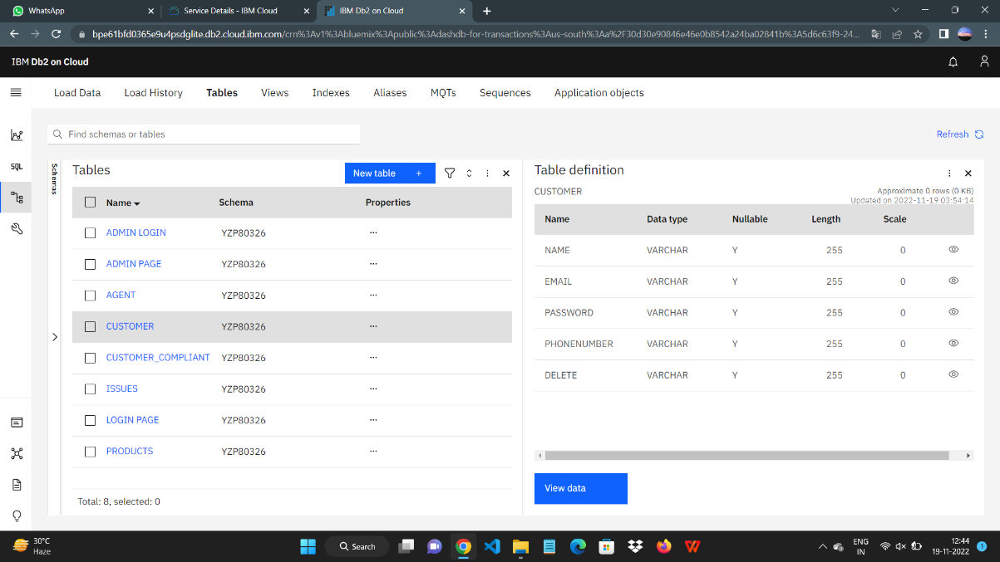 WhatsApp
Service Details - IBM Cloud
IBM Db2 on Cloud
bpe61bfd0365e9u4psdglite.db2.cloud.ibm.com/crn%3Av1%3Abluemix%3Apublic%3Adashdb-for-transactions%3Aus-south%3Aa%2F30d30e90846e46e0b8542a24ba02841b%3A5d6c63f9-24...
IBM Db2 on Cloud
Load Data Load History Tables Views Indexes Aliases MQTs Sequences Application objects
SQL
Find schemas or tables
Refresh
Schemas
Tables
New table +
Name Schema Properties
ADMIN LOGIN YZP80326 ...
ADMIN PAGE YZP80326 ...
AGENT YZP80326 ...
CUSTOMER YZP80326 ...
CUSTOMER_COMPLIANT YZP80326 ...
ISSUES YZP80326 ...
LOGIN PAGE YZP80326 ...
PRODUCTS YZP80326 ...
Total: 8, selected: 0
Table definition
CUSTOMER
Approximate 0 rows (0 KB)
Updated on 2022-11-19 03:54:14
Name Data type Nullable Length Scale
NAME VARCHAR Y 255 0
EMAIL VARCHAR Y 255 0
PASSWORD VARCHAR Y 255 0
PHONENUMBER VARCHAR Y 255 0
DELETE VARCHAR Y 255 0
View data
30°C
Haze
Search
ENG
IN
12:44
19-11-2022
1